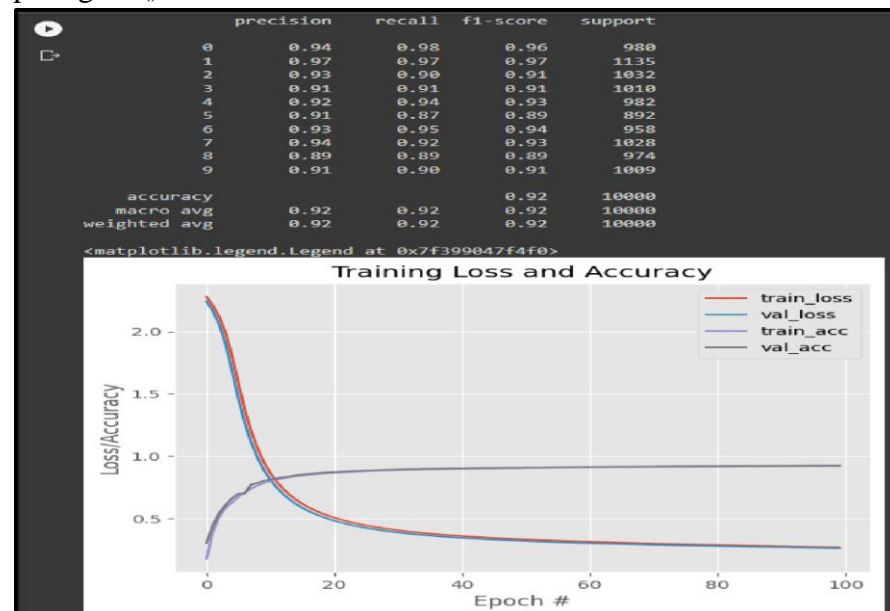 precision recall f1-score support
0 0.94 0.98 0.96 980
1 0.97 0.97 0.97 1135
2 0.93 0.90 0.91 1032
3 0.91 0.91 0.91 1010
4 0.92 0.94 0.93 982
5 0.91 0.87 0.89 892
6 0.93 0.95 0.94 958
7 0.94 0.92 0.93 1028
8 0.89 0.89 0.89 974
9 0.91 0.90 0.91 1009
accuracy 0.92 10000
macro avg 0.92 0.92 0.92 10000
weighted avg 0.92 0.92 0.92 10000
<matplotlib.legend.Legend at 0x7f399047f4f0>
Training Loss and Accuracy
train_loss
val_loss
train_acc
val_acc
2.0
1.5
1.0
0.5
Loss/Accuracy
0 20 40 60 80 100
Epoch #